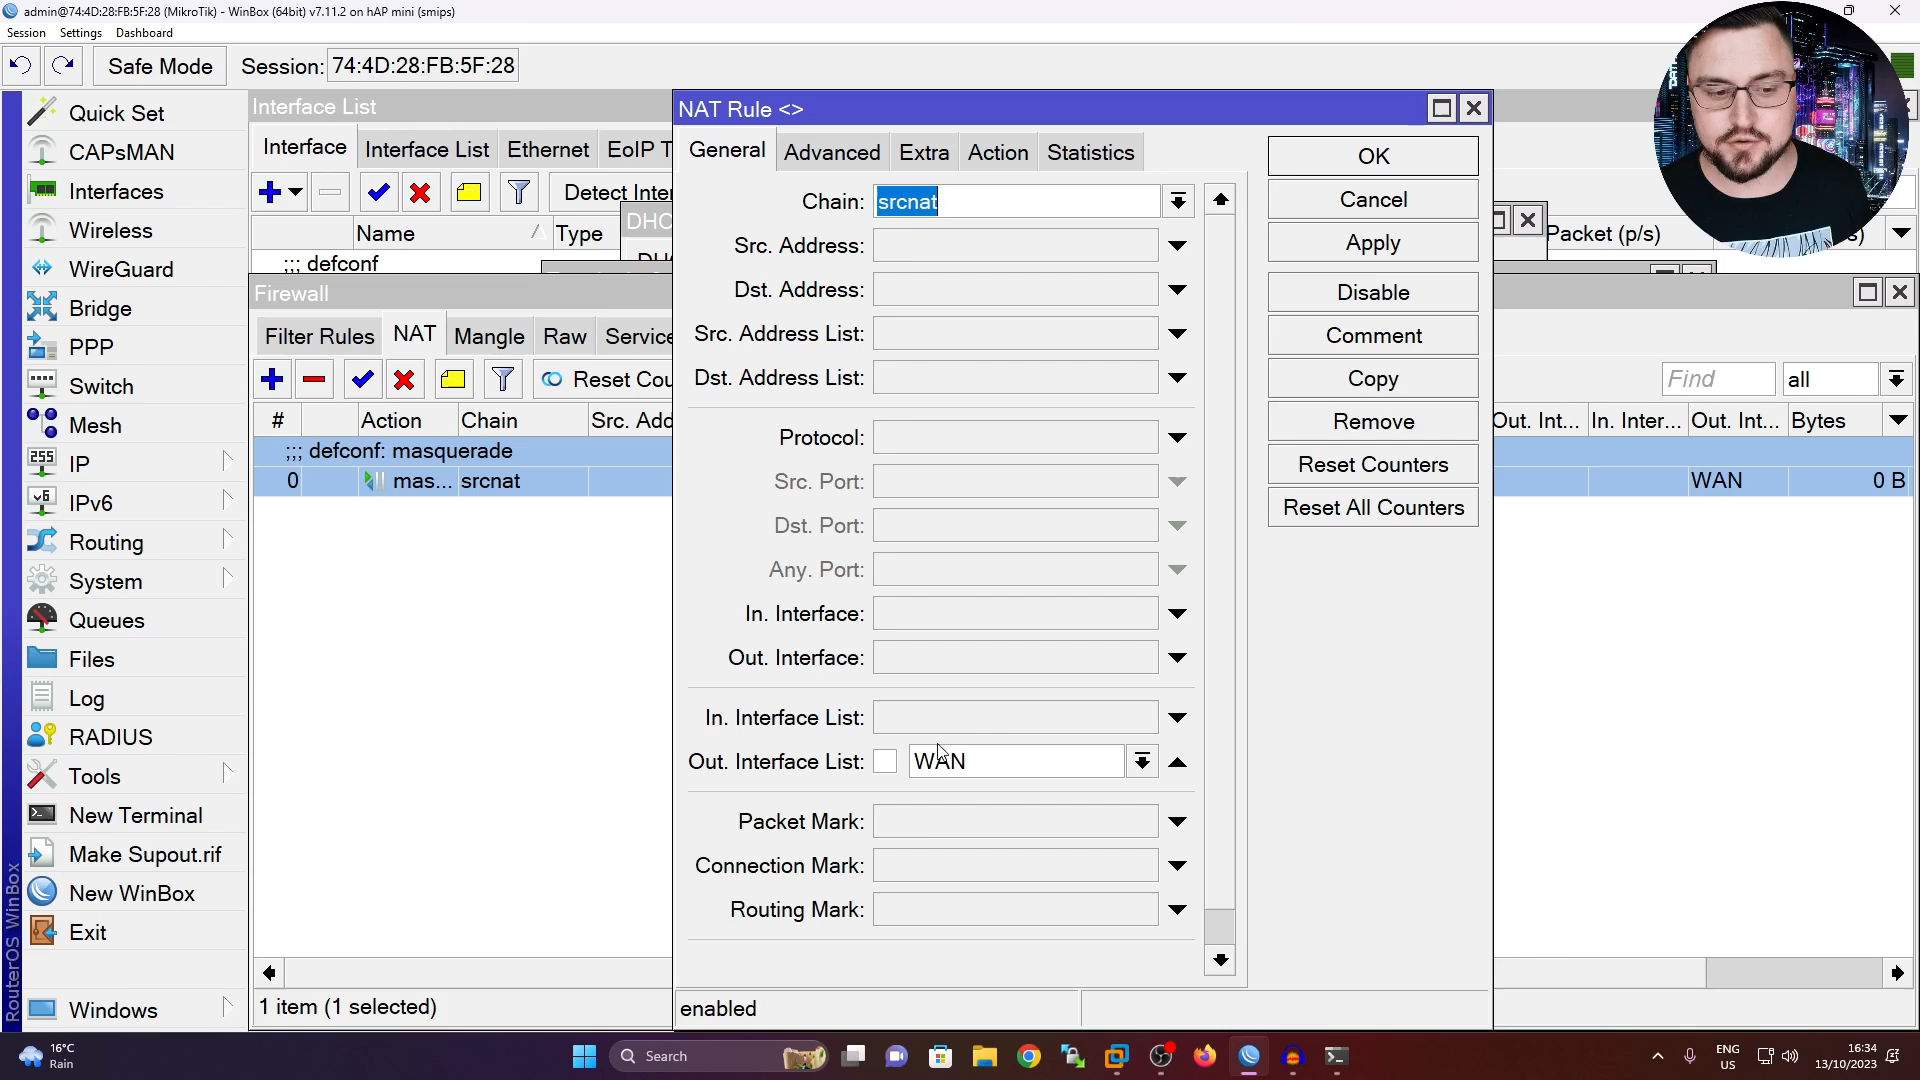 admin@74:4D:28:FB:5F:28 (MikroTik) - WinBox (64bit) v7.11.2 on hAP mini (smips)
Session Settings Dashboard
Safe Mode Session: 74:4D:28:FB:5F:28
Quick Set
CAPsMAN
Interfaces
Wireless
WireGuard
Bridge
PPP
Switch
Mesh
IP
IPv6
Routing
System
Queues
Files
Log
RADIUS
Tools
New Terminal
Make Supout.rif
New WinBox
Exit
Windows
RouterOS WinBox
Interface List
Interface Interface List Ethernet EoIP T
Detect Inter
Name Type
Packet (p/s)
;;; defconf
DHC
Firewall
Filter Rules NAT Mangle Raw Service
Reset Cou
Find all
# Action Chain Src. Add
Out. Int... In. Inter... Out. Int... Bytes
;;; defconf: masquerade
0 mas... srcnat
WAN 0 B
1 item (1 selected)
NAT Rule <>
General Advanced Extra Action Statistics
Chain: srcnat
Src. Address:
Dst. Address:
Src. Address List:
Dst. Address List:
Protocol:
Src. Port:
Dst. Port:
Any. Port:
In. Interface:
Out. Interface:
In. Interface List:
Out. Interface List: WAN
Packet Mark:
Connection Mark:
Routing Mark:
enabled
OK
Cancel
Apply
Disable
Comment
Copy
Remove
Reset Counters
Reset All Counters
16°C
Rain
Search
ENG
US
16:34
13/10/2023